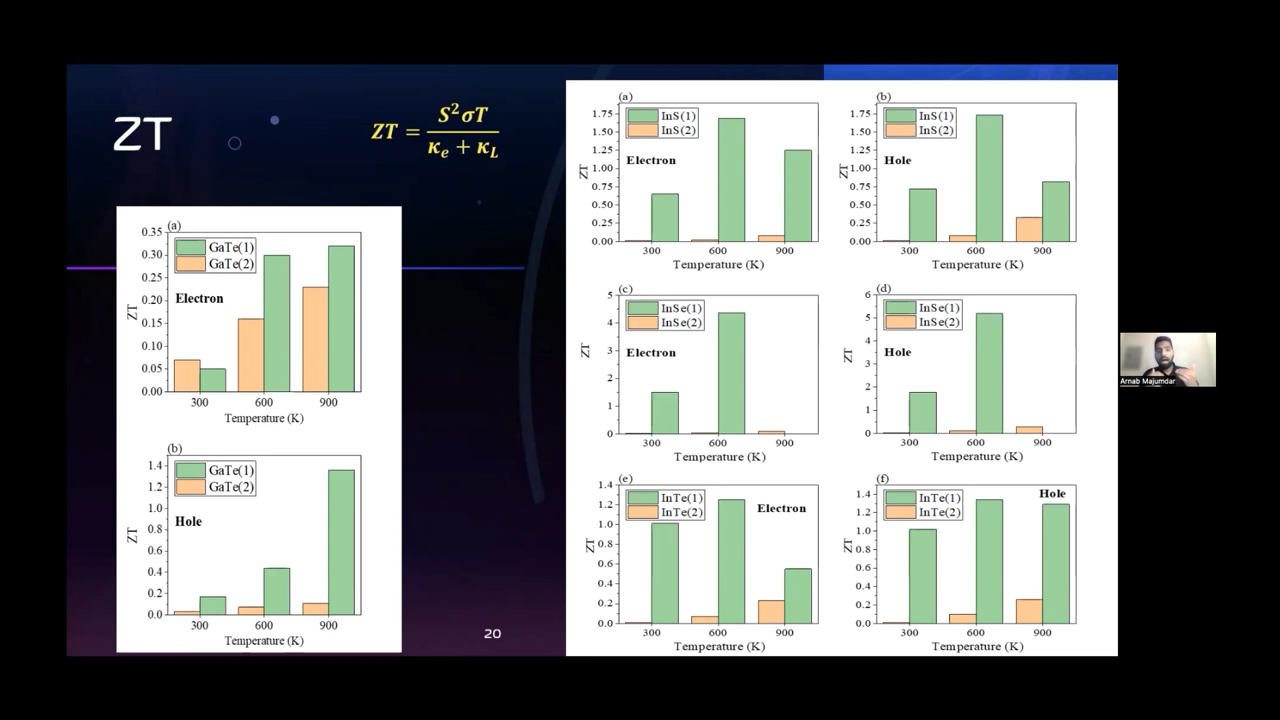 ZT
ZT = S²σT / κe + κL
(a)
0.35
0.30
0.25
0.20
0.15
0.10
0.05
0.00
ZT
GaTe(1)
GaTe(2)
Electron
300 600 900
Temperature (K)
(b)
1.4
1.2
1.0
0.8
0.6
0.4
0.2
0.0
ZT
GaTe(1)
GaTe(2)
Hole
300 600 900
Temperature (K)
20
(a)
1.75
1.50
1.25
1.00
0.75
0.50
0.25
0.00
ZT
InS(1)
InS(2)
Electron
300 600 900
Temperature (K)
(b)
1.75
1.50
1.25
1.00
0.75
0.50
0.25
0.00
ZT
InS(1)
InS(2)
Hole
300 600 900
Temperature (K)
(c)
5
4
3
2
1
0
ZT
InSe(1)
InSe(2)
Electron
300 600 900
Temperature (K)
(d)
6
5
4
3
2
1
0
ZT
InSe(1)
InSe(2)
Hole
300 600 900
Temperature (K)
(e)
1.4
1.2
1.0
0.8
0.6
0.4
0.2
0.0
ZT
InTe(1)
InTe(2)
Electron
300 600 900
Temperature (K)
(f)
1.4
1.2
1.0
0.8
0.6
0.4
0.2
0.0
ZT
InTe(1)
InTe(2)
Hole
300 600 900
Temperature (K)
Arnab Majumdar